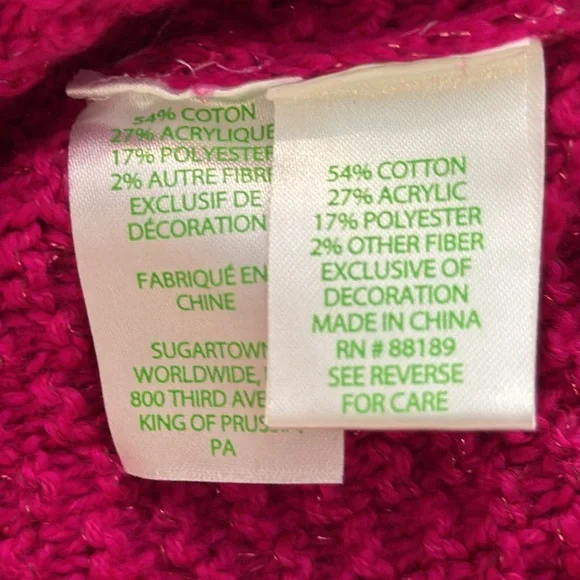 54% COTON
27% ACRYLIQUE
17% POLYESTER
2% AUTRE FIBRE
EXCLUSIF DE
DÉCORATION
FABRIQUÉ EN
CHINE
SUGARTOWN
WORLDWIDE,
800 THIRD AVE
KING OF PRUSSIA,
PA
54% COTTON
27% ACRYLIC
17% POLYESTER
2% OTHER FIBER
EXCLUSIVE OF
DECORATION
MADE IN CHINA
RN # 88189
SEE REVERSE
FOR CARE